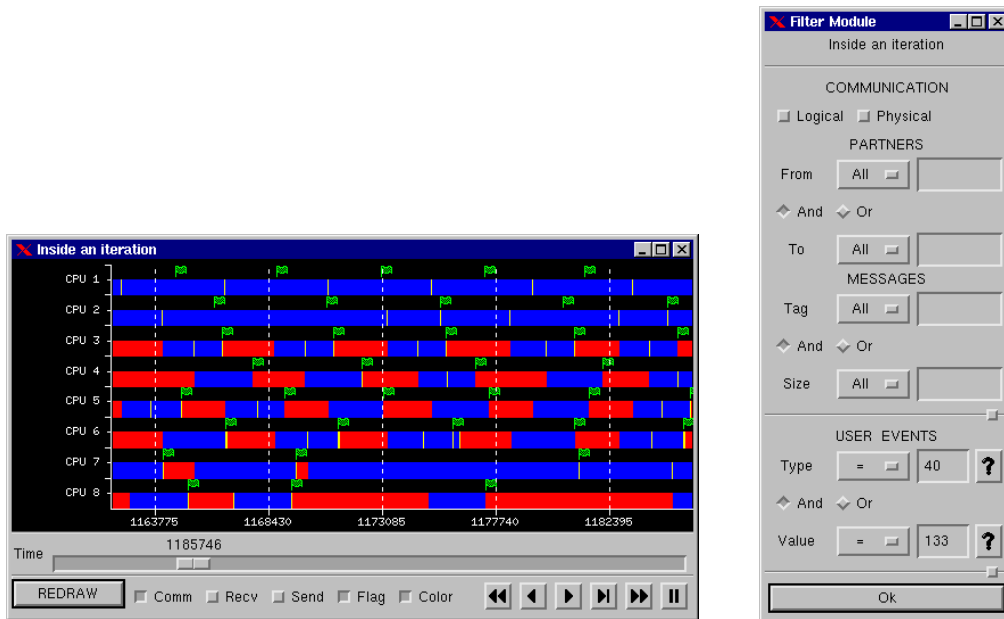 Inside an iteration
CPU 1
CPU 2
CPU 3
CPU 4
CPU 5
CPU 6
CPU 7
CPU 8
1163775 1168430 1173085 1177740 1182395
Time 1185746
REDRAW Comm Recv Send Flag Color
Filter Module
Inside an iteration
COMMUNICATION
Logical Physical
PARTNERS
From All
And Or
To All
MESSAGES
Tag All
And Or
Size All
USER EVENTS
Type = 40 ?
And Or
Value = 133 ?
Ok